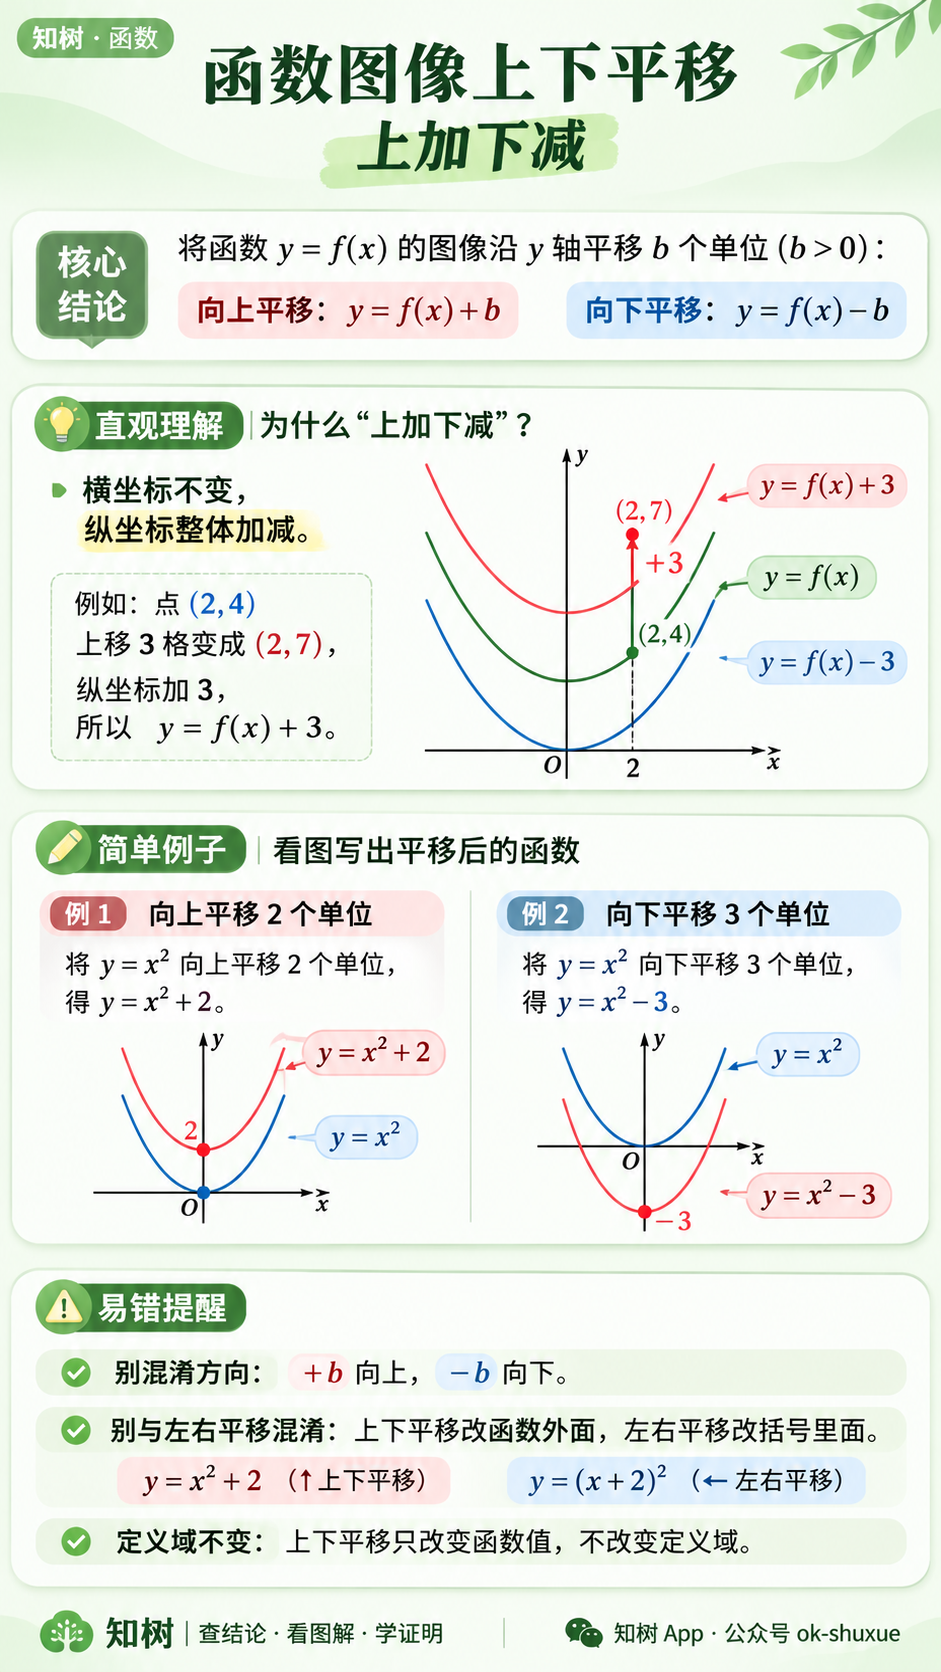 知树 · 函数
函数图像上下平移
上加下减
核心
结论
将函数 y = f(x) 的图像沿 y 轴平移 b 个单位 (b > 0)：
向上平移： y = f(x) + b
向下平移： y = f(x) − b
直观理解 | 为什么“上加下减”？
横坐标不变，
纵坐标整体加减。
例如：点 (2, 4)
上移 3 格变成 (2, 7)，
纵坐标加 3，
所以 y = f(x) + 3。
y
(2, 7)
+3
(2, 4)
O
2
x
y = f(x) + 3
y = f(x)
y = f(x) − 3
简单例子 | 看图写出平移后的函数
例 1 向上平移 2 个单位
将 y = x² 向上平移 2 个单位，
得 y = x² + 2。
y
y = x² + 2
2
y = x²
O
x
例 2 向下平移 3 个单位
将 y = x² 向下平移 3 个单位，
得 y = x² − 3。
y
y = x²
O
x
y = x² − 3
−3
易错提醒
别混淆方向： +b 向上， −b 向下。
别与左右平移混淆：上下平移改函数外面，左右平移改括号里面。
y = x² + 2 （↑上下平移）
y = (x + 2)² （← 左右平移）
定义域不变：上下平移只改变函数值，不改变定义域。
知树 | 查结论 · 看图解 · 学证明
知树 App · 公众号 ok-shuxue